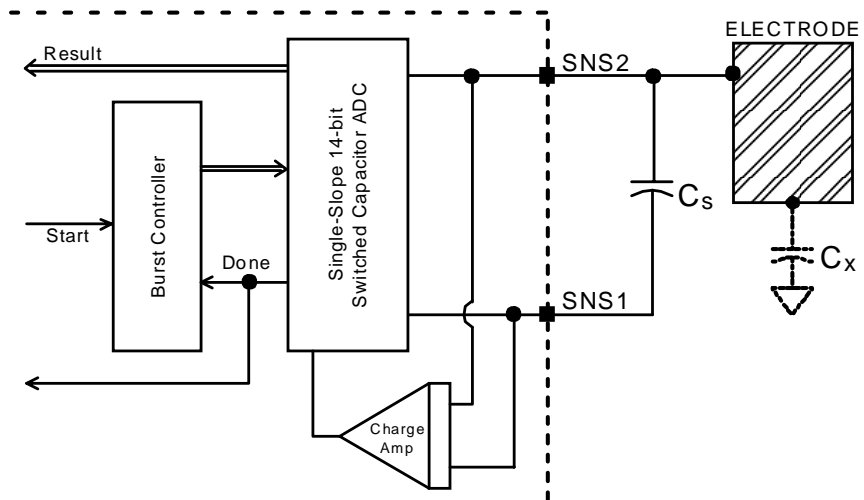 ELECTRODE
Result
SNS2
Single-Slope 14-bit
Switched Capacitor ADC
Burst Controller
Start
Done
Cs
Cx
SNS1
Charge
Amp